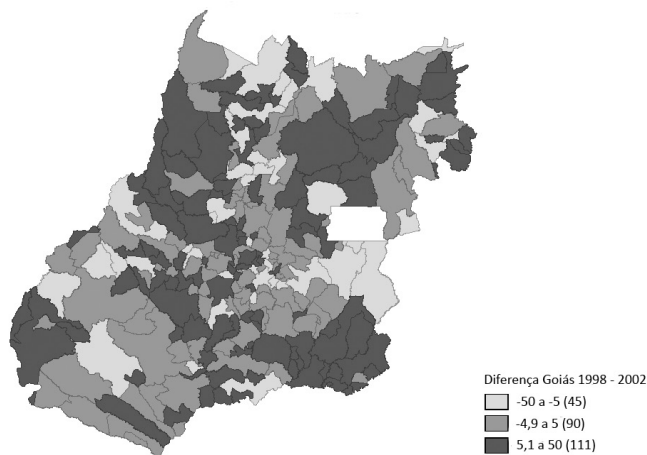 Diferença Goiás 1998 - 2002
-50 a -5 (45)
-4,9 a 5 (90)
5,1 a 50 (111)